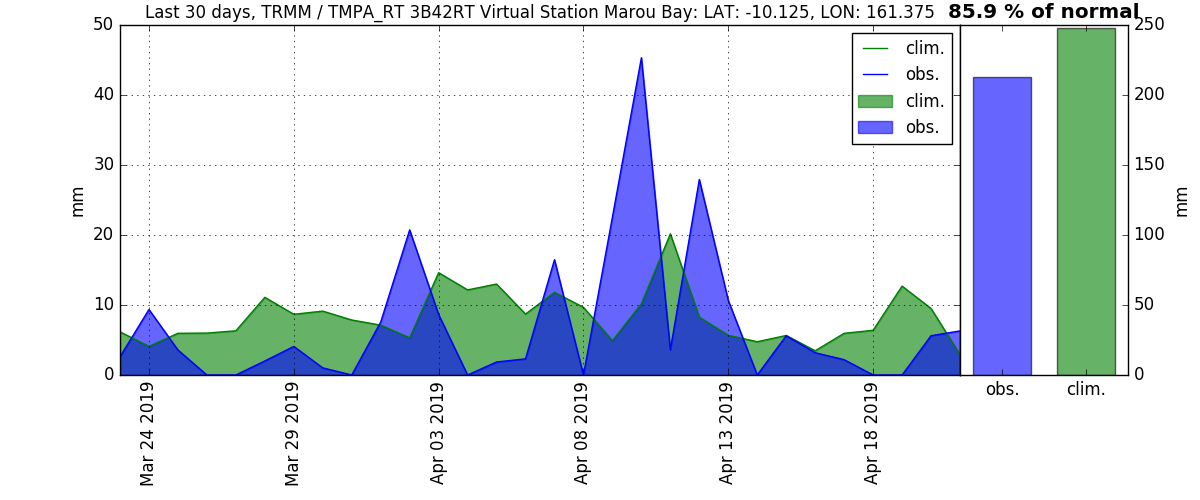 Last 30 days, TRMM / TMPA_RT 3B42RT Virtual Station Marou Bay: LAT: -10.125, LON: 161.375
85.9 % of normal
50
40
30
20
10
0
mm
clim.
obs.
clim.
obs.
250
200
150
100
50
0
mm
Mar 24 2019
Mar 29 2019
Apr 03 2019
Apr 08 2019
Apr 13 2019
Apr 18 2019
obs.
clim.